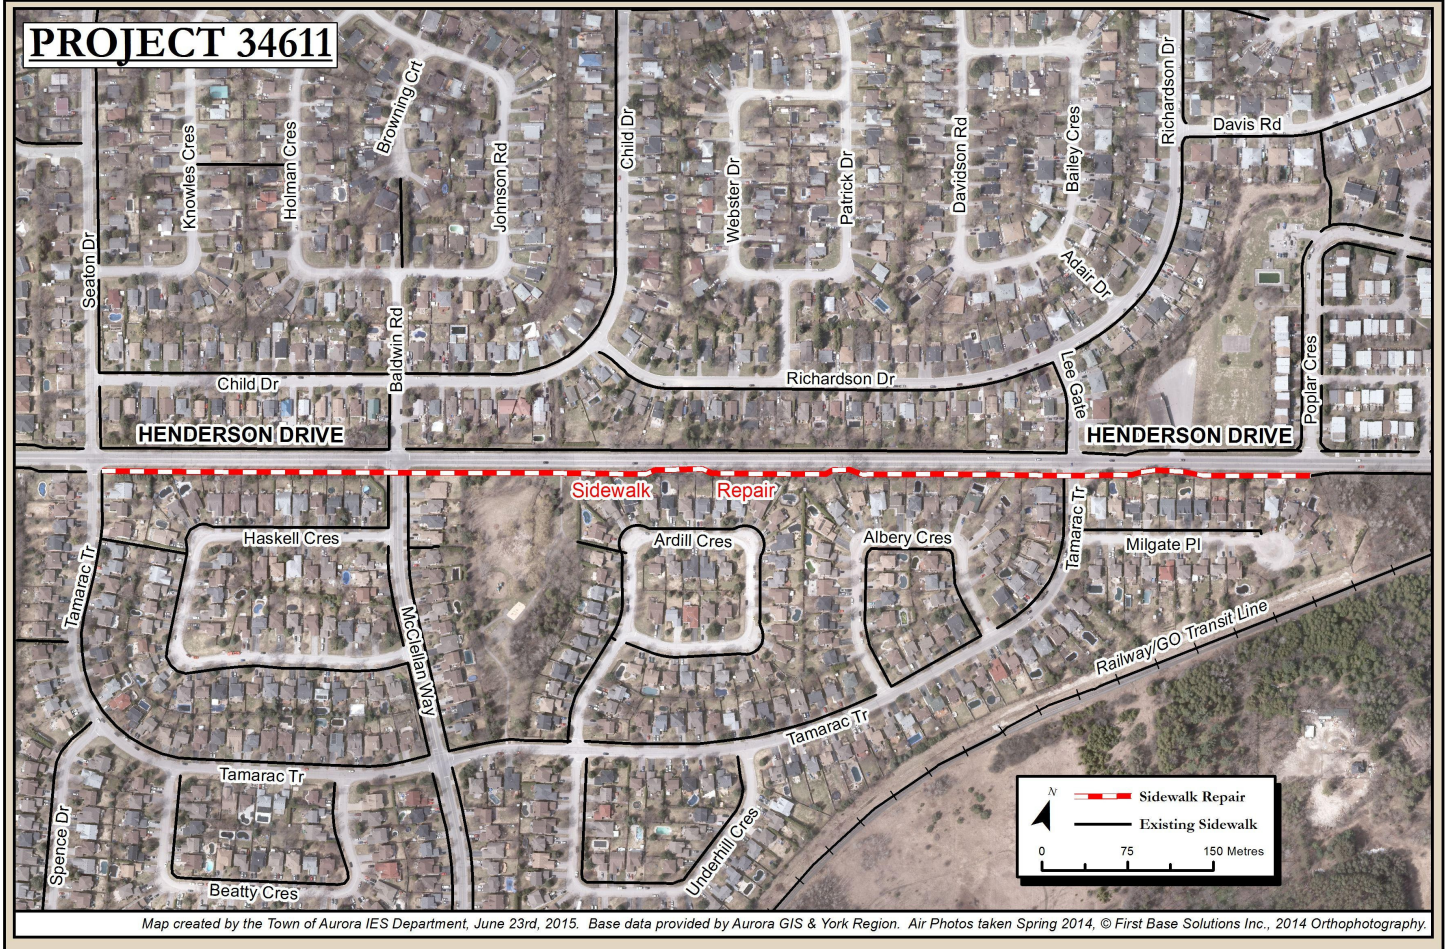 PROJECT 34611
Browning Crt
Knowles Cres
Holman Cres
Johnson Rd
Child Dr
Webster Dr
Patrick Dr
Davidson Rd
Bailey Cres
Richardson Dr
Davis Rd
Seaton Dr
Adair Dr
Baldwin Rd
Child Dr
Richardson Dr
Lee Gate
Poplar Cres
HENDERSON DRIVE
HENDERSON DRIVE
Sidewalk Repair
Haskell Cres
Ardill Cres
Albery Cres
Tamarac Tr
Milgate Pl
Tamarac Tr
McClellan Way
Railway/GO Transit Line
Tamarac Tr
Tamarac Tr
Spence Dr
Beatty Cres
Underhill Cres
N
Sidewalk Repair
Existing Sidewalk
0 75 150 Metres
Map created by the Town of Aurora IES Department, June 23rd, 2015. Base data provided by Aurora GIS & York Region. Air Photos taken Spring 2014, © First Base Solutions Inc., 2014 Orthophotography.